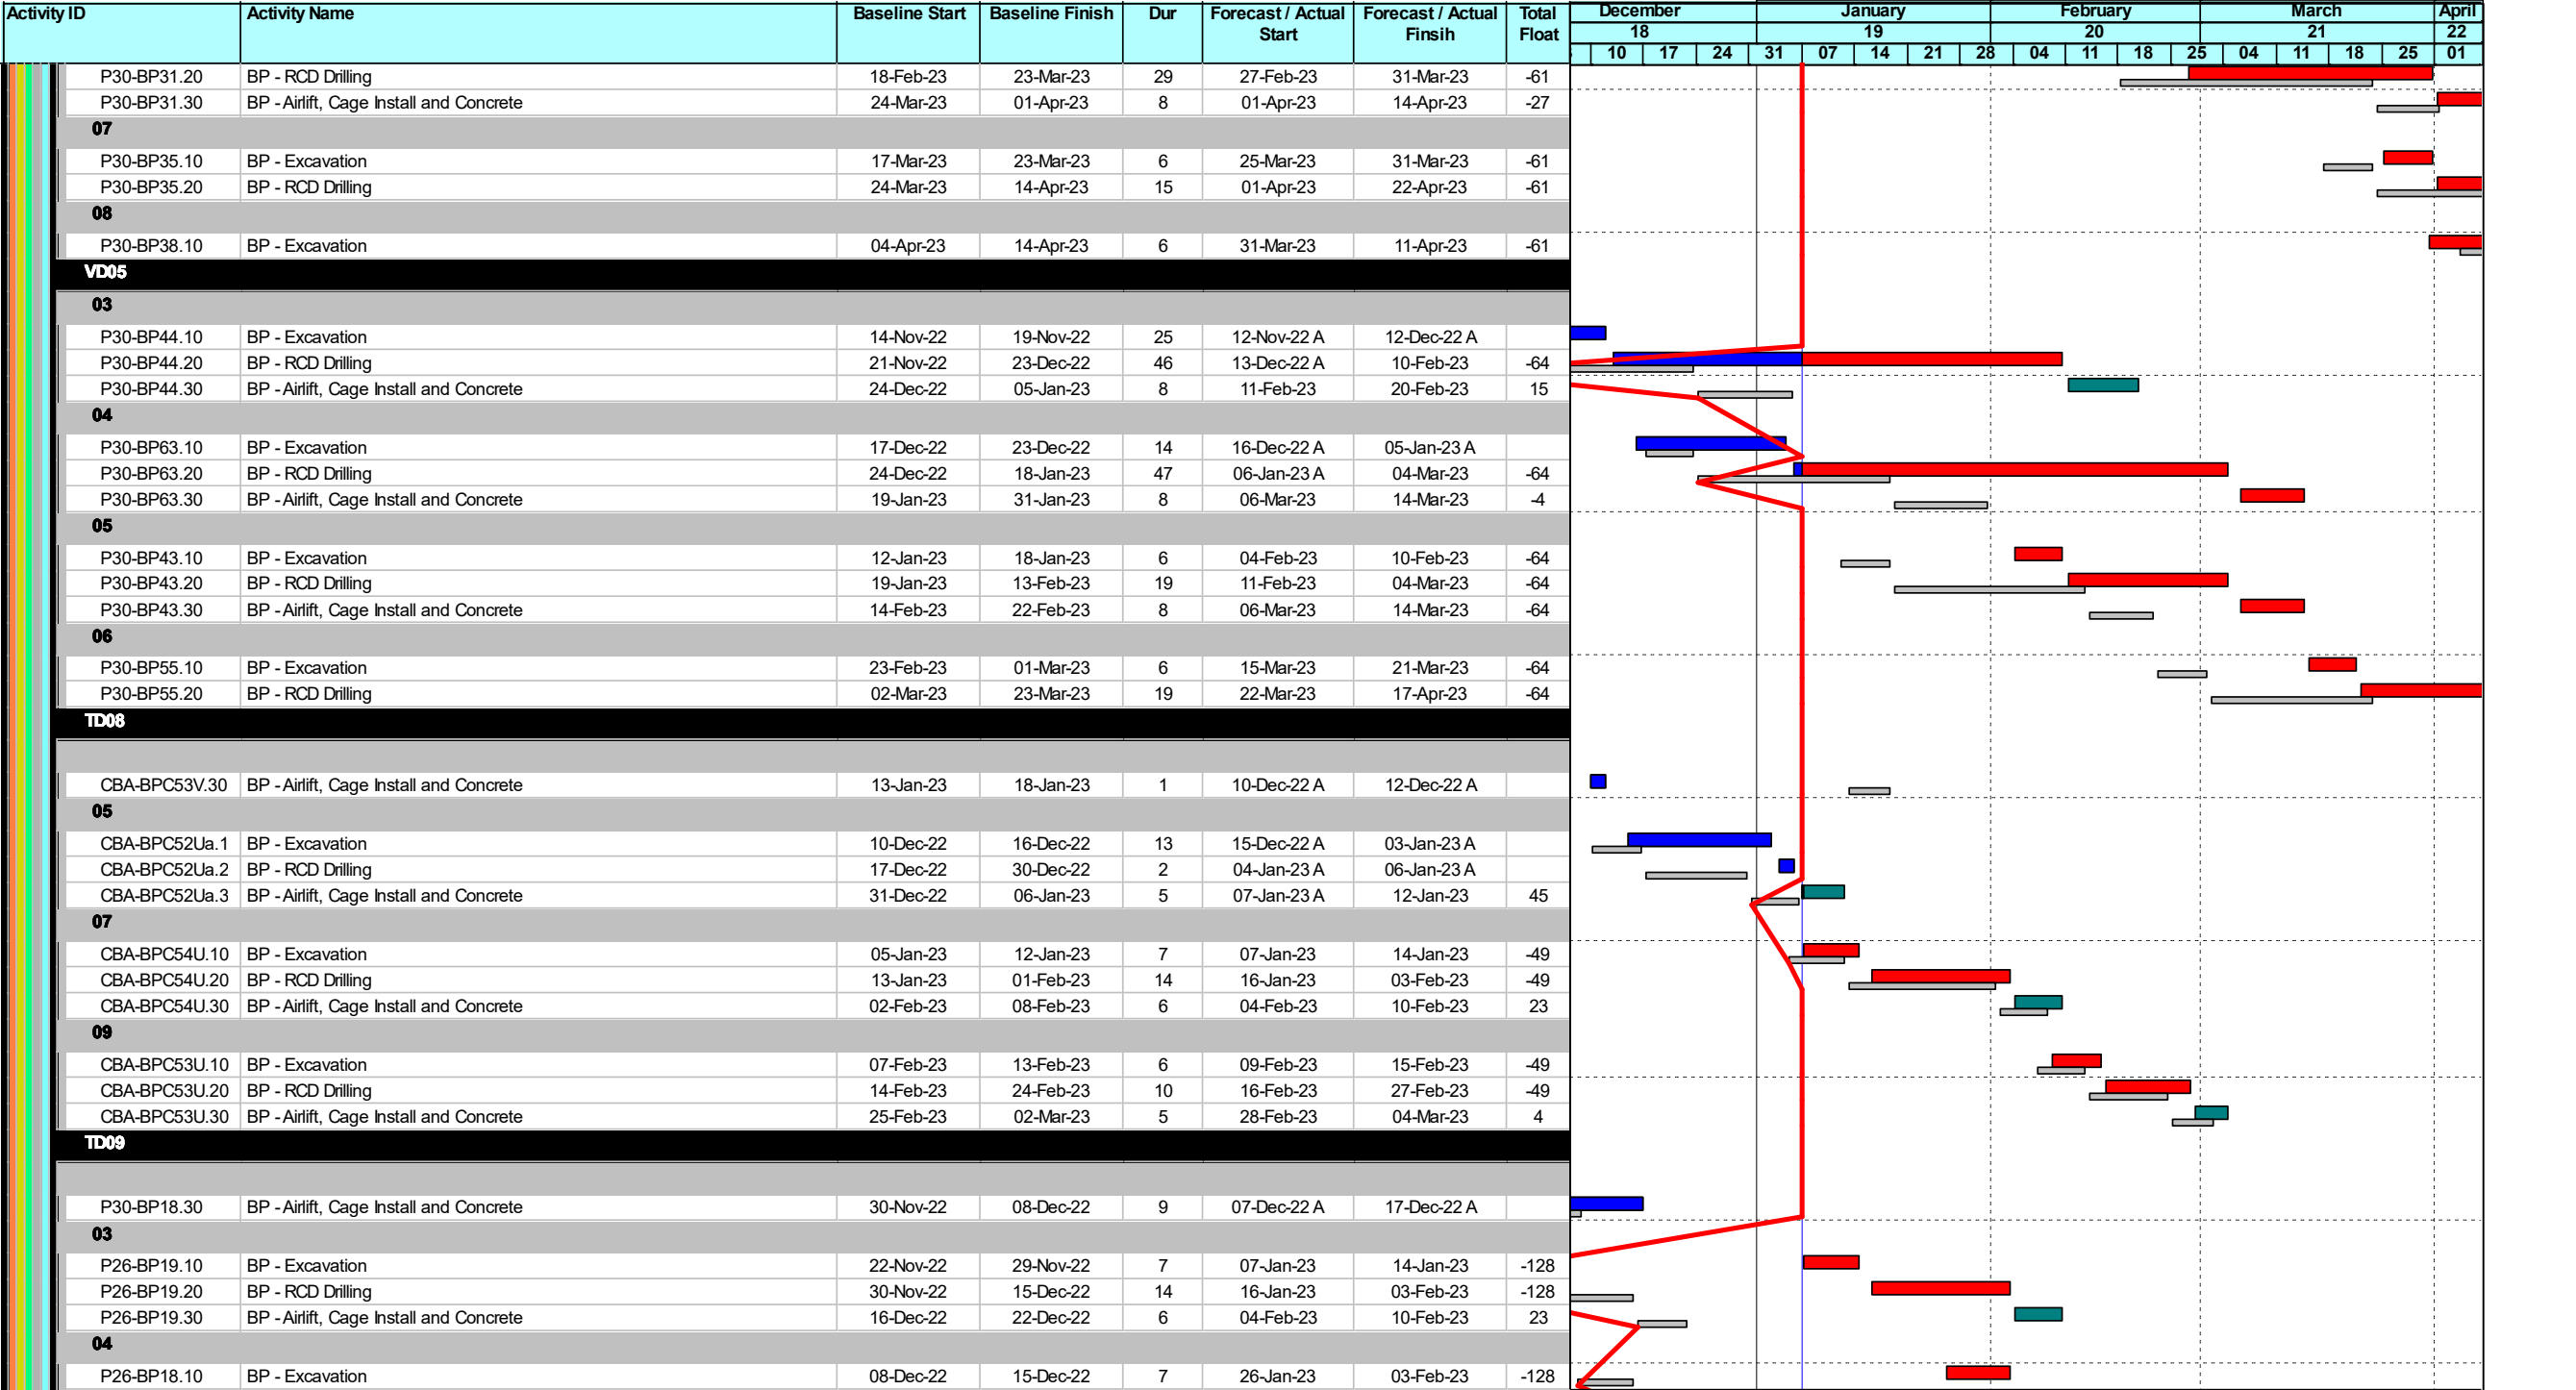 Activity ID Activity Name Baseline Start Baseline Finish Dur Forecast / Actual Forecast / Actual Total December January February March April
Start Finsih Float 18 19 20 21 22
10 17 24 31 07 14 21 28 04 11 18 25 04 11 18 25 01
P30-BP31.20 BP - RCD Drilling 18-Feb-23 23-Mar-23 29 27-Feb-23 31-Mar-23 -61
P30-BP31.30 BP - Airlift, Cage Install and Concrete 24-Mar-23 01-Apr-23 8 01-Apr-23 14-Apr-23 -27
07
P30-BP35.10 BP - Excavation 17-Mar-23 23-Mar-23 6 25-Mar-23 31-Mar-23 -61
P30-BP35.20 BP - RCD Drilling 24-Mar-23 14-Apr-23 15 01-Apr-23 22-Apr-23 -61
08
P30-BP38.10 BP - Excavation 04-Apr-23 14-Apr-23 6 31-Mar-23 11-Apr-23 -61
VD05
03
P30-BP44.10 BP - Excavation 14-Nov-22 19-Nov-22 25 12-Nov-22 A 12-Dec-22 A
P30-BP44.20 BP - RCD Drilling 21-Nov-22 23-Dec-22 46 13-Dec-22 A 10-Feb-23 -64
P30-BP44.30 BP - Airlift, Cage Install and Concrete 24-Dec-22 05-Jan-23 8 11-Feb-23 20-Feb-23 15
04
P30-BP63.10 BP - Excavation 17-Dec-22 23-Dec-22 14 16-Dec-22 A 05-Jan-23 A
P30-BP63.20 BP - RCD Drilling 24-Dec-22 18-Jan-23 47 06-Jan-23 A 04-Mar-23 -64
P30-BP63.30 BP - Airlift, Cage Install and Concrete 19-Jan-23 31-Jan-23 8 06-Mar-23 14-Mar-23 -4
05
P30-BP43.10 BP - Excavation 12-Jan-23 18-Jan-23 6 04-Feb-23 10-Feb-23 -64
P30-BP43.20 BP - RCD Drilling 19-Jan-23 13-Feb-23 19 11-Feb-23 04-Mar-23 -64
P30-BP43.30 BP - Airlift, Cage Install and Concrete 14-Feb-23 22-Feb-23 8 06-Mar-23 14-Mar-23 -64
06
P30-BP55.10 BP - Excavation 23-Feb-23 01-Mar-23 6 15-Mar-23 21-Mar-23 -64
P30-BP55.20 BP - RCD Drilling 02-Mar-23 23-Mar-23 19 22-Mar-23 17-Apr-23 -64
TD08
CBA-BPC53V.30 BP - Airlift, Cage Install and Concrete 13-Jan-23 18-Jan-23 1 10-Dec-22 A 12-Dec-22 A
05
CBA-BPC52Ua.1 BP - Excavation 10-Dec-22 16-Dec-22 13 15-Dec-22 A 03-Jan-23 A
CBA-BPC52Ua.2 BP - RCD Drilling 17-Dec-22 30-Dec-22 2 04-Jan-23 A 06-Jan-23 A
CBA-BPC52Ua.3 BP - Airlift, Cage Install and Concrete 31-Dec-22 06-Jan-23 5 07-Jan-23 A 12-Jan-23 45
07
CBA-BPC54U.10 BP - Excavation 05-Jan-23 12-Jan-23 7 07-Jan-23 14-Jan-23 -49
CBA-BPC54U.20 BP - RCD Drilling 13-Jan-23 01-Feb-23 14 16-Jan-23 03-Feb-23 -49
CBA-BPC54U.30 BP - Airlift, Cage Install and Concrete 02-Feb-23 08-Feb-23 6 04-Feb-23 10-Feb-23 23
09
CBA-BPC53U.10 BP - Excavation 07-Feb-23 13-Feb-23 6 09-Feb-23 15-Feb-23 -49
CBA-BPC53U.20 BP - RCD Drilling 14-Feb-23 24-Feb-23 10 16-Feb-23 27-Feb-23 -49
CBA-BPC53U.30 BP - Airlift, Cage Install and Concrete 25-Feb-23 02-Mar-23 5 28-Feb-23 04-Mar-23 4
TD09
P30-BP18.30 BP - Airlift, Cage Install and Concrete 30-Nov-22 08-Dec-22 9 07-Dec-22 A 17-Dec-22 A
03
P26-BP19.10 BP - Excavation 22-Nov-22 29-Nov-22 7 07-Jan-23 14-Jan-23 -128
P26-BP19.20 BP - RCD Drilling 30-Nov-22 15-Dec-22 14 16-Jan-23 03-Feb-23 -128
P26-BP19.30 BP - Airlift, Cage Install and Concrete 16-Dec-22 22-Dec-22 6 04-Feb-23 10-Feb-23 23
04
P26-BP18.10 BP - Excavation 08-Dec-22 15-Dec-22 7 26-Jan-23 03-Feb-23 -128